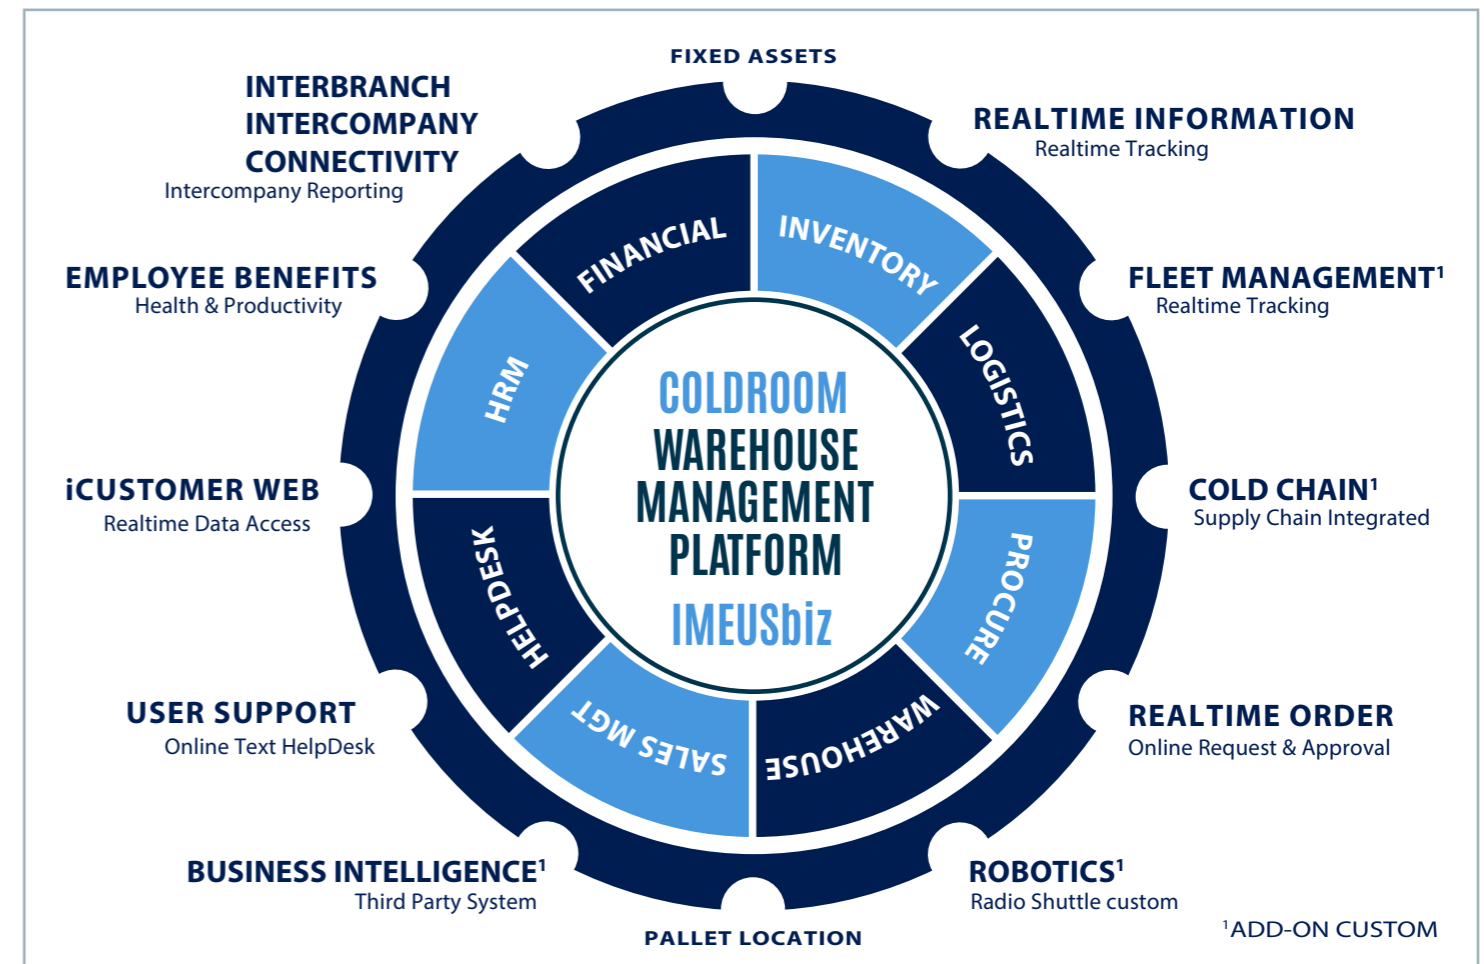 FIXED ASSETS
INTERBRANCH
INTERCOMPANY
CONNECTIVITY
Intercompany Reporting
REALTIME INFORMATION
Realtime Tracking
EMPLOYEE BENEFITS
Health & Productivity
FLEET MANAGEMENT¹
Realtime Tracking
iCUSTOMER WEB
Realtime Data Access
COLD CHAIN¹
Supply Chain Integrated
USER SUPPORT
Online Text HelpDesk
REALTIME ORDER
Online Request & Approval
BUSINESS INTELLIGENCE¹
Third Party System
ROBOTICS¹
Radio Shuttle custom
PALLET LOCATION
¹ADD-ON CUSTOM
FINANCIAL
INVENTORY
LOGISTICS
PROCURE
WAREHOUSE
SALES MGT
HELPDESK
HRM
COLDROOM
WAREHOUSE
MANAGEMENT
PLATFORM
IMEUSbiz